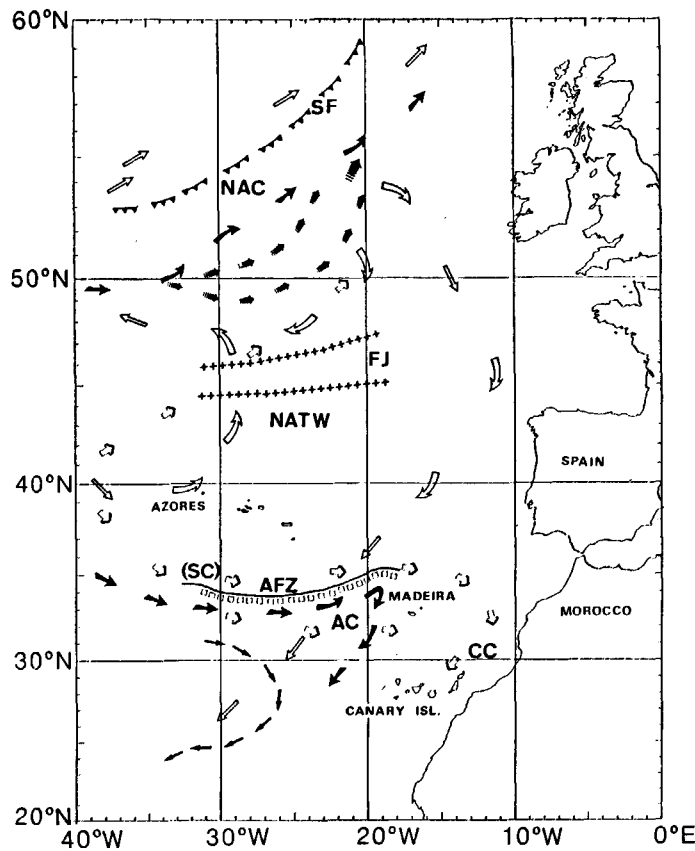 60°N
SF
NAC
50°N
FJ
NATW
SPAIN
40°N
AZORES
(SC)
AFZ
MADEIRA
AC
MOROCCO
CC
30°N
CANARY ISL.
20°N
40°W
30°W
20°W
10°W
0°E